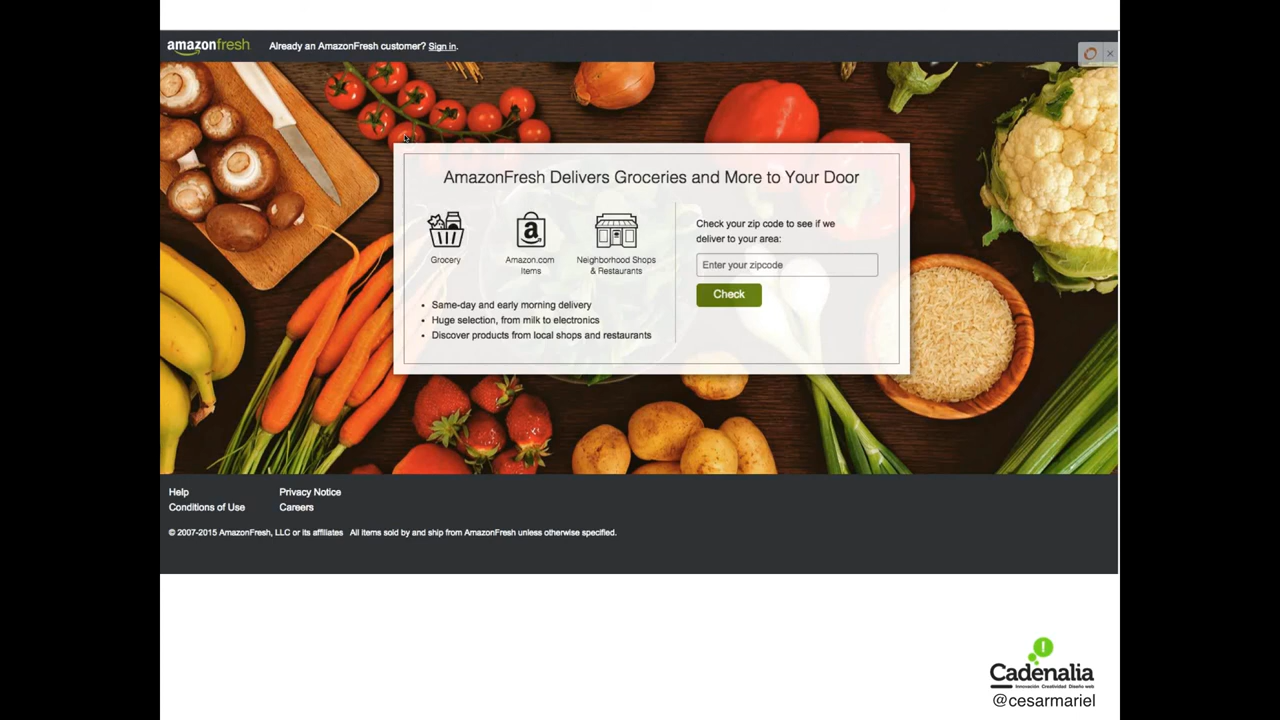 amazonfresh
Already an AmazonFresh customer? Sign in.
AmazonFresh Delivers Groceries and More to Your Door
Grocery
Amazon.com
Items
Neighborhood Shops
& Restaurants
• Same-day and early morning delivery
• Huge selection, from milk to electronics
• Discover products from local shops and restaurants
Check your zip code to see if we
deliver to your area:
Enter your zipcode
Check
Help
Privacy Notice
Conditions of Use
Careers
© 2007-2015 AmazonFresh, LLC or its affiliates All items sold by and ship from AmazonFresh unless otherwise specified.
Cadenalia
Innovación Creatividad Diseño web
@cesarmariel